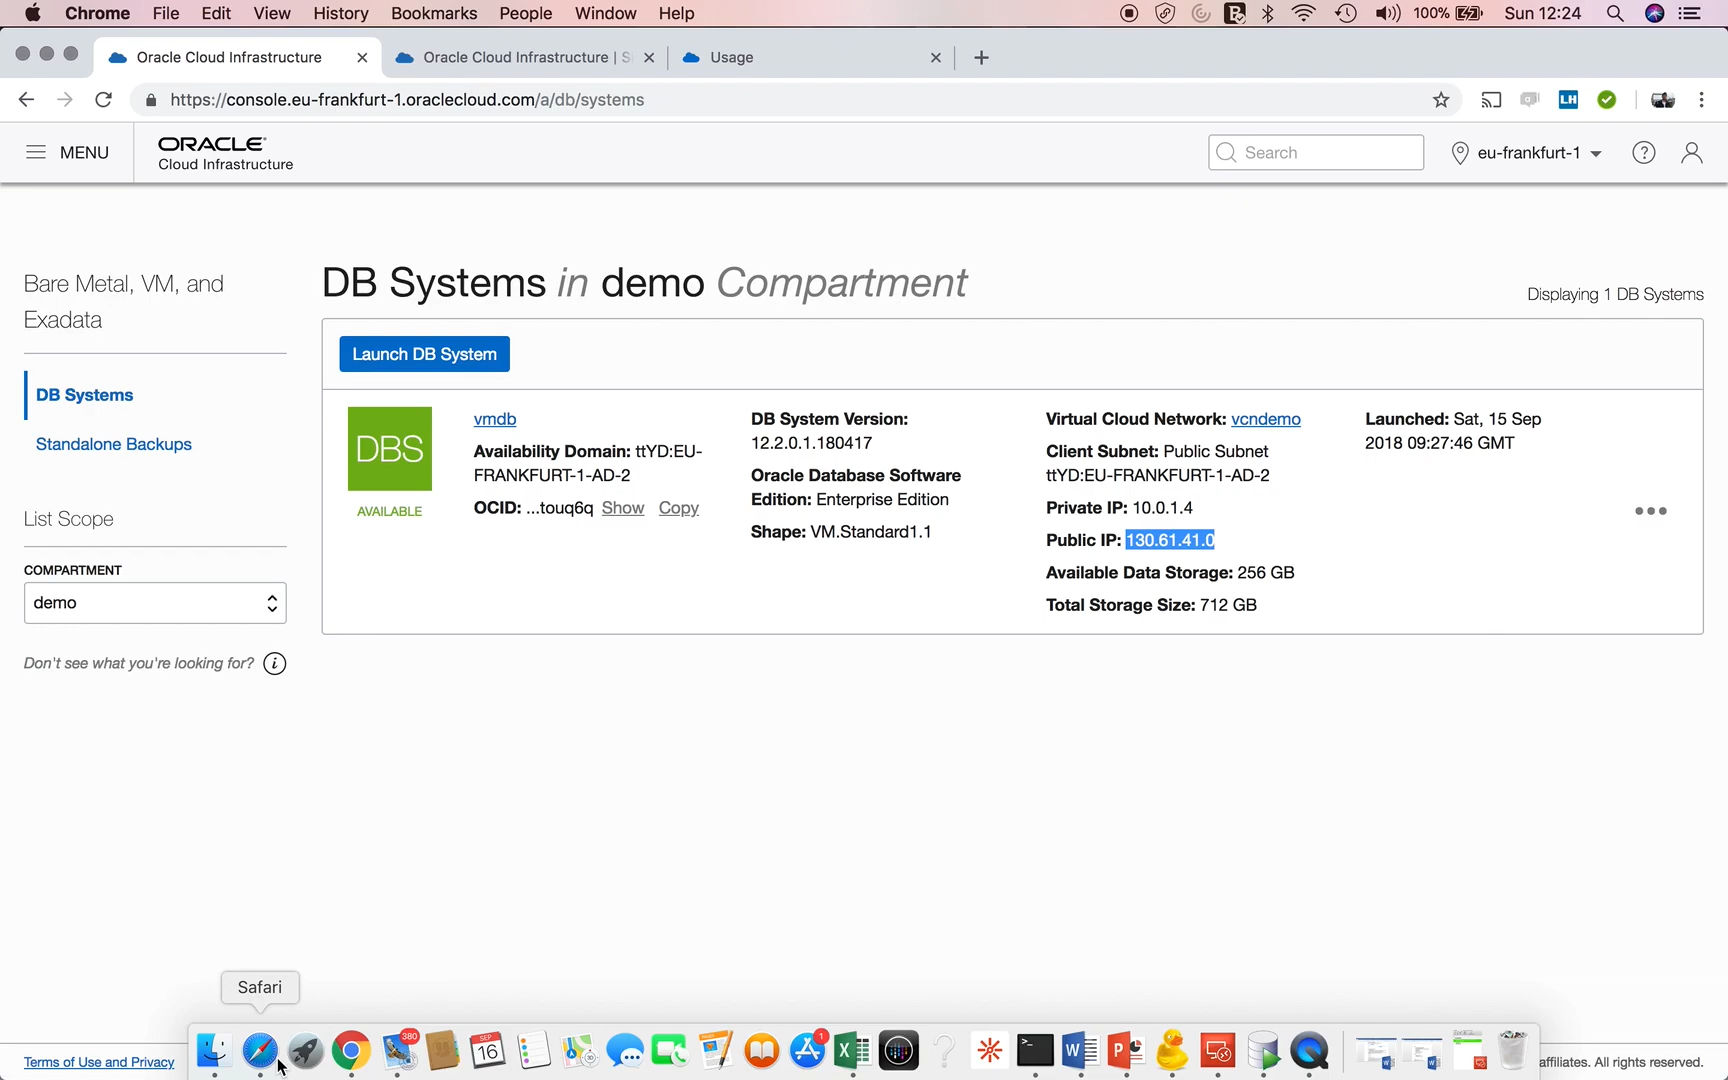 Chrome File Edit View History Bookmarks People Window Help 100% Sun 12:24
Oracle Cloud Infrastructure Oracle Cloud Infrastructure | S Usage
https://console.eu-frankfurt-1.oraclecloud.com/a/db/systems LH
MENU ORACLE Cloud Infrastructure Search eu-frankfurt-1
Bare Metal, VM, and
Exadata
DB Systems
Standalone Backups
List Scope
COMPARTMENT
demo
Don't see what you're looking for?
DB Systems in demo Compartment
Displaying 1 DB Systems
Launch DB System
DBS
AVAILABLE
vmdb
Availability Domain: ttYD:EU-
FRANKFURT-1-AD-2
OCID: ...touq6q Show Copy
DB System Version:
12.2.0.1.180417
Oracle Database Software
Edition: Enterprise Edition
Shape: VM.Standard1.1
Virtual Cloud Network: vcndemo
Client Subnet: Public Subnet
ttYD:EU-FRANKFURT-1-AD-2
Private IP: 10.0.1.4
Public IP: 130.61.41.0
Available Data Storage: 256 GB
Total Storage Size: 712 GB
Launched: Sat, 15 Sep
2018 09:27:46 GMT
Safari
380
SEP
16
1
Terms of Use and Privacy
affiliates. All rights reserved.